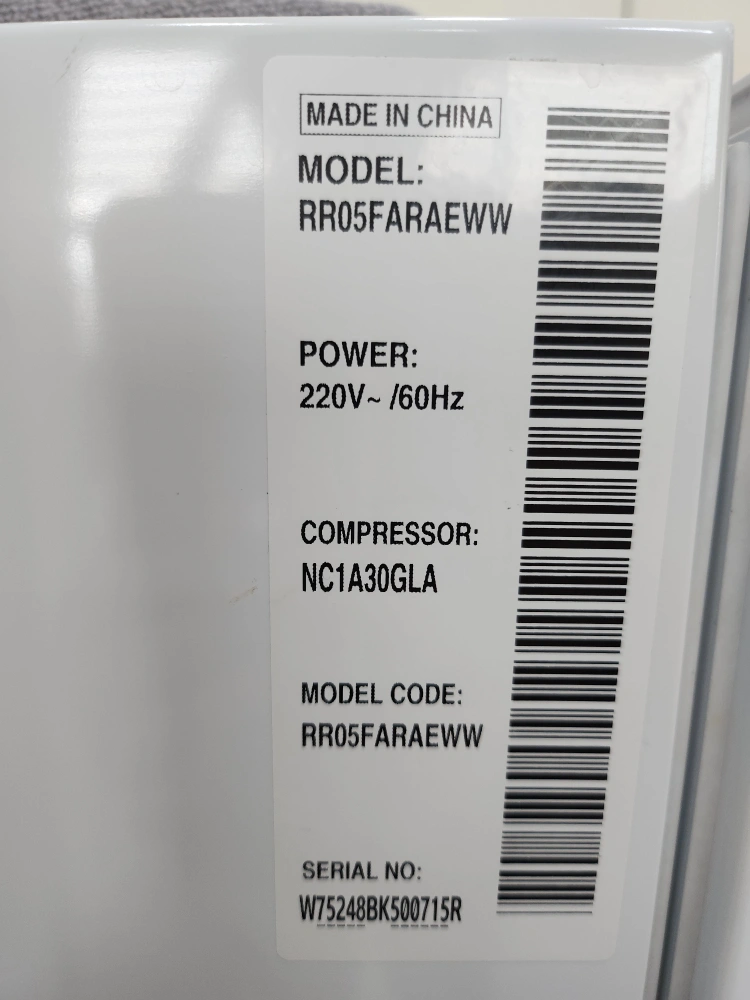 MADE IN CHINA
MODEL:
RR05FARAEWW
POWER:
220V~ /60Hz
COMPRESSOR:
NC1A30GLA
MODEL CODE:
RR05FARAEWW
SERIAL NO:
W75248BK500715R